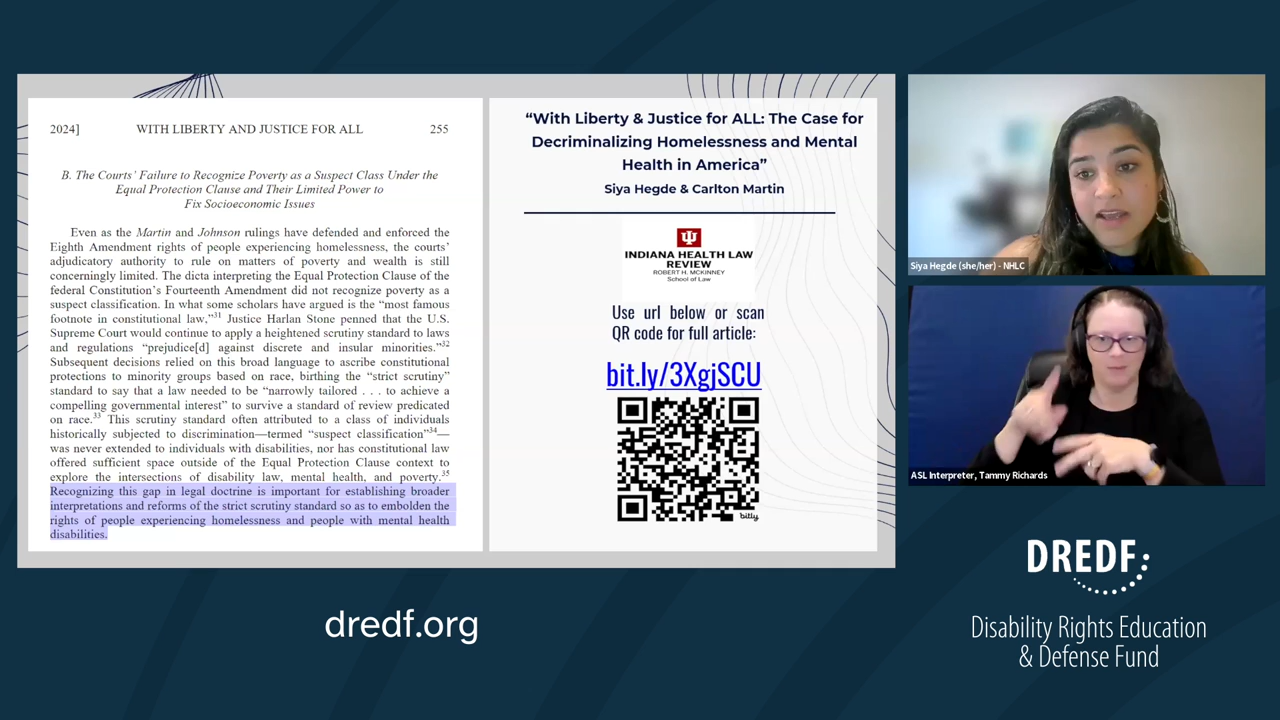 2024]	WITH LIBERTY AND JUSTICE FOR ALL	255
B. The Courts' Failure to Recognize Poverty as a Suspect Class Under the
Equal Protection Clause and Their Limited Power to
Fix Socioeconomic Issues
Even as the Martin and Johnson rulings have defended and enforced the
Eighth Amendment rights of people experiencing homelessness, the courts'
adjudicatory authority to rule on matters of poverty and wealth is still
concerningly limited. The dicta interpreting the Equal Protection Clause of the
federal Constitution's Fourteenth Amendment did not recognize poverty as a
suspect classification. In what some scholars have argued is the “most famous
footnote in constitutional law,”31 Justice Harlan Stone penned that the U.S.
Supreme Court would continue to apply a heightened scrutiny standard to laws
and regulations “prejudice[d] against discrete and insular minorities.”32
Subsequent decisions relied on this broad language to ascribe constitutional
protections to minority groups based on race, birthing the “strict scrutiny”
standard to say that a law needed to be “narrowly tailored . . . to achieve a
compelling governmental interest” to survive a standard of review predicated
on race.33 This scrutiny standard often attributed to a class of individuals
historically subjected to discrimination—termed “suspect classification”34—
was never extended to individuals with disabilities, nor has constitutional law
offered sufficient space outside of the Equal Protection Clause context to
explore the intersections of disability law, mental health, and poverty.35
Recognizing this gap in legal doctrine is important for establishing broader
interpretations and reforms of the strict scrutiny standard so as to embolden the
rights of people experiencing homelessness and people with mental health
disabilities.
“With Liberty & Justice for ALL: The Case for
Decriminalizing Homelessness and Mental
Health in America”
Siya Hegde & Carlton Martin
INDIANA HEALTH LAW
REVIEW
ROBERT H. MCKINNEY
School of Law
Use url below or scan
QR code for full article:
bit.ly/3XgjSCU
bitly
Siya Hegde (she/her) - NHLC
ASL Interpreter, Tammy Richards
dredf.org
DREDF
Disability Rights Education
& Defense Fund